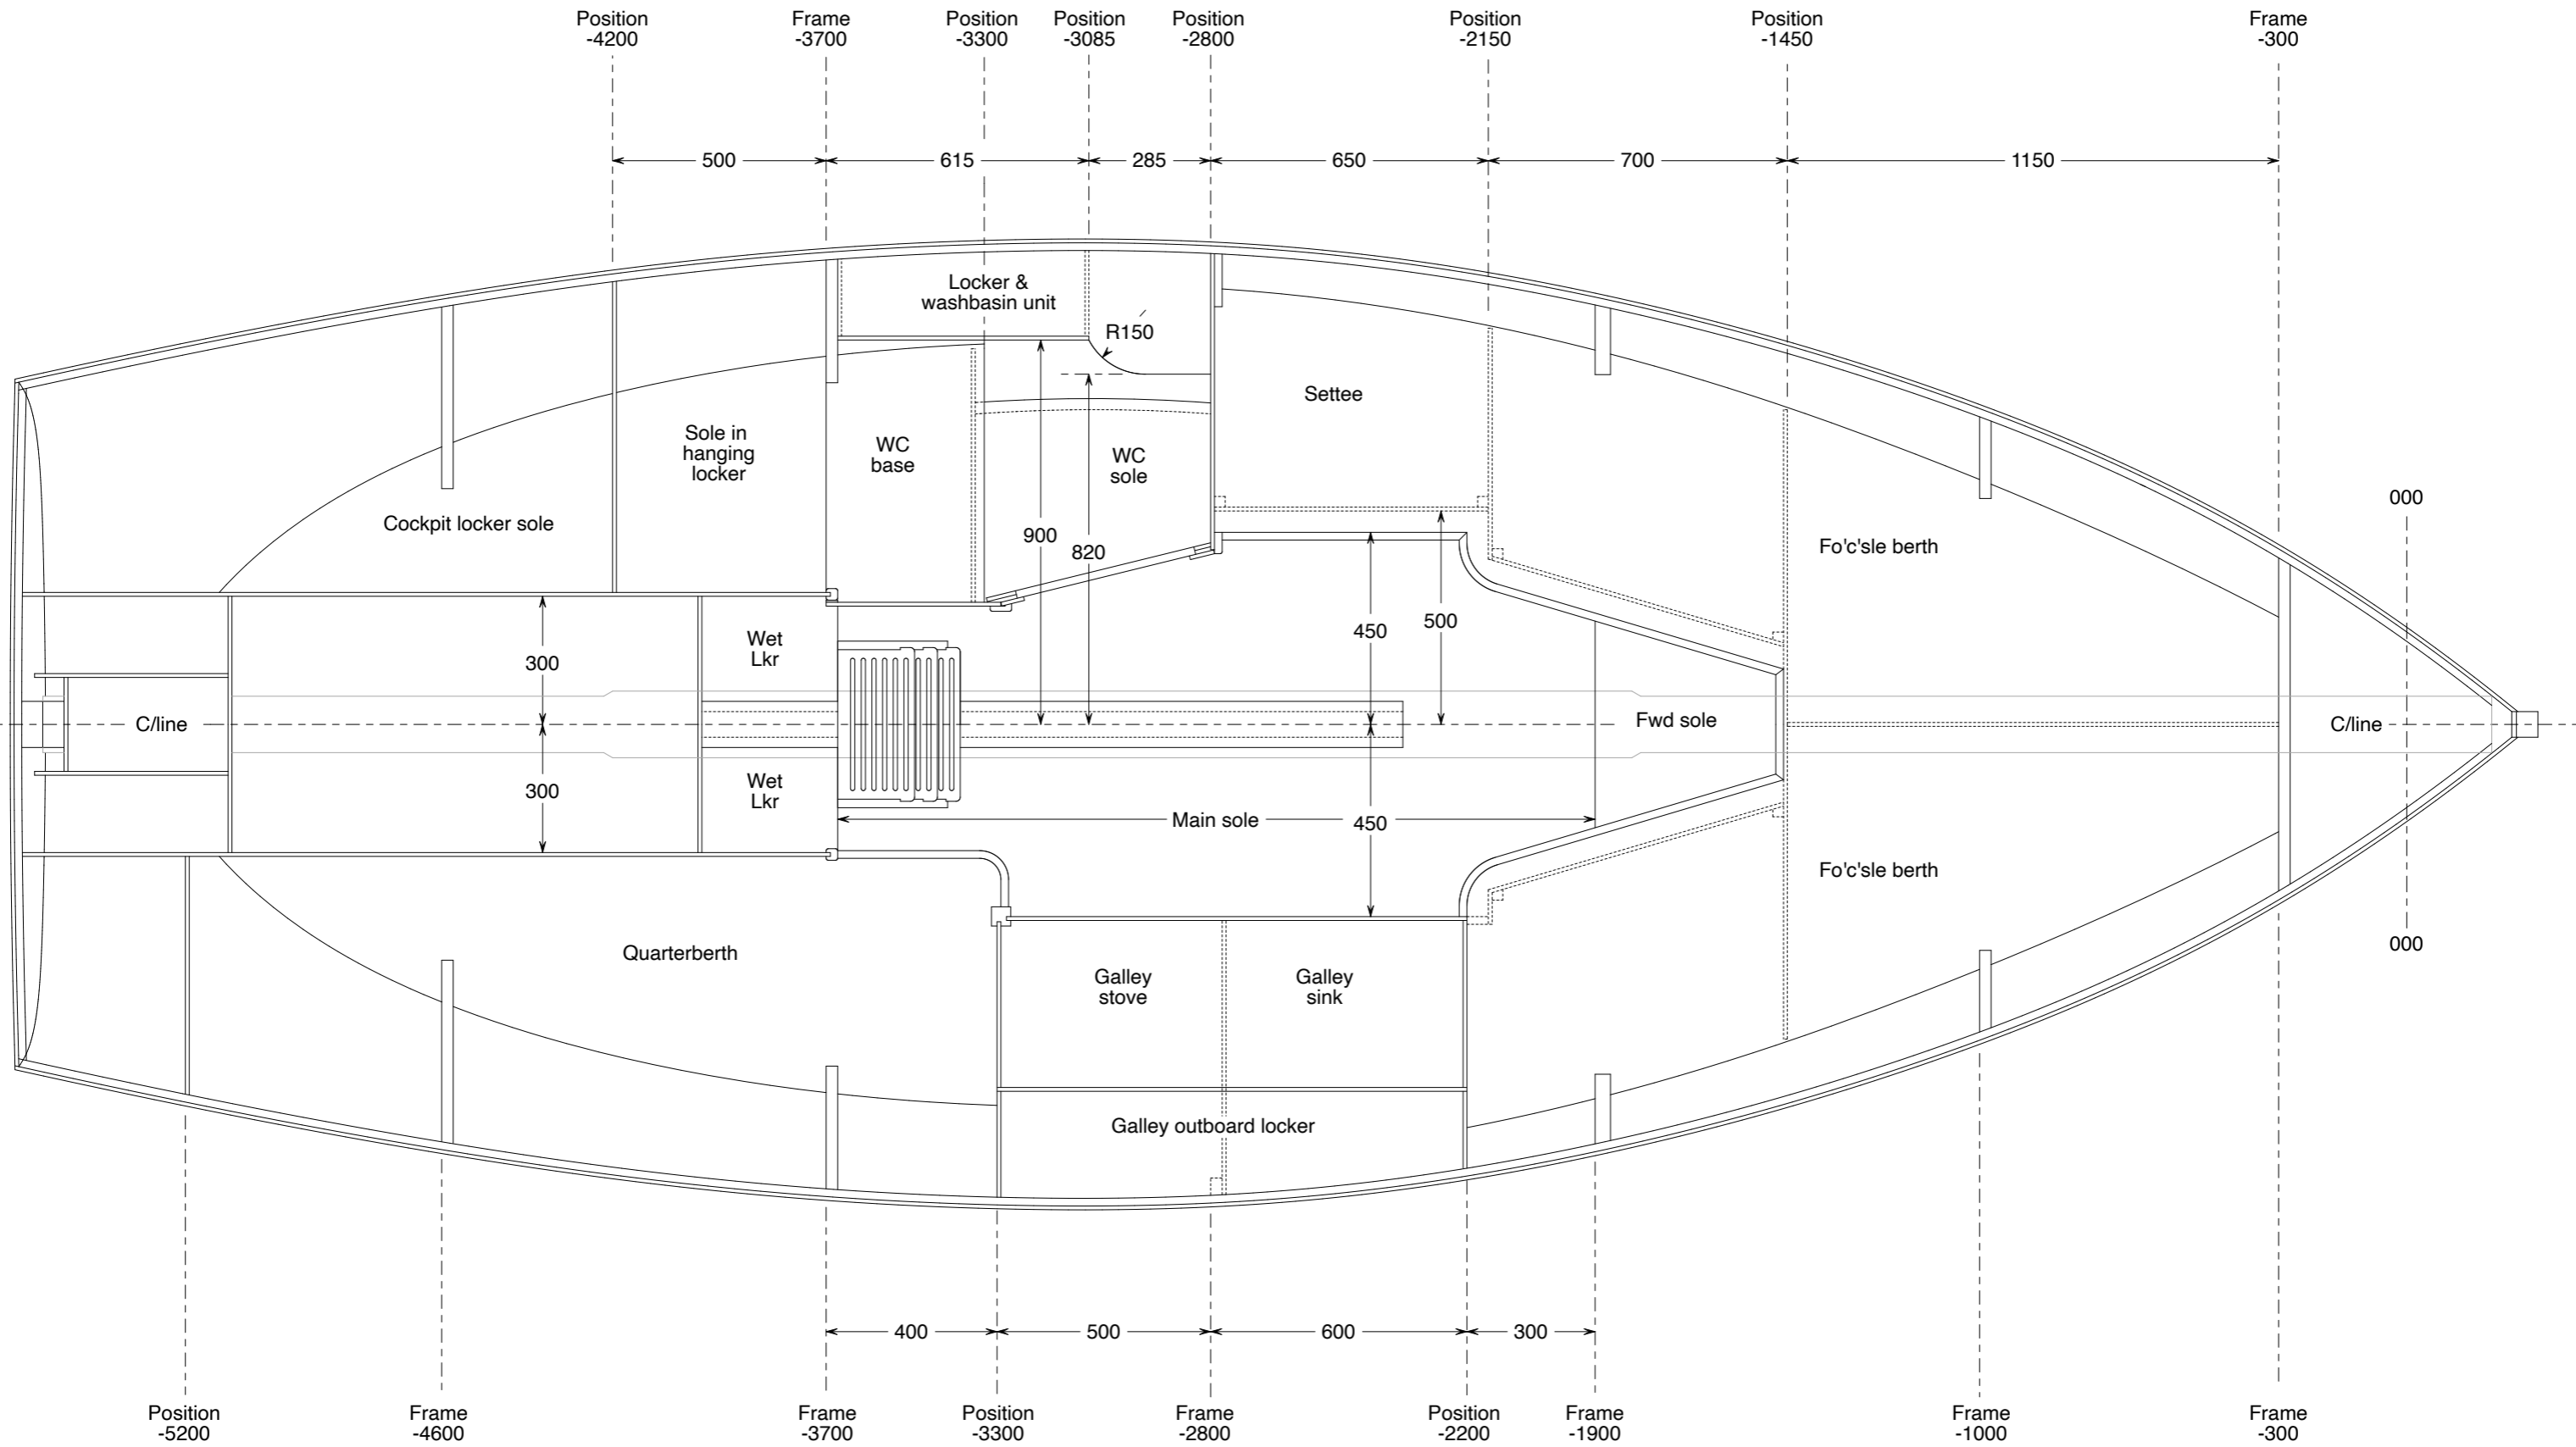 Position
-4200
Frame
-3700
Position
-3300
Position
-3085
Position
-2800
Position
-2150
Position
-1450
Frame
-300
500
615
285
650
700
1150
Locker &
washbasin unit
R150
Settee
Sole in
hanging
locker
WC
base
WC
sole
Cockpit locker sole
900
820
Fo'c'sle berth
000
450
500
300
Wet
Lkr
C/line
Fwd sole
C/line
300
Wet
Lkr
Main sole
450
Fo'c'sle berth
000
Quarterberth
Galley
stove
Galley
sink
Galley outboard locker
400
500
600
300
Position
-5200
Frame
-4600
Frame
-3700
Position
-3300
Frame
-2800
Position
-2200
Frame
-1900
Frame
-1000
Frame
-300